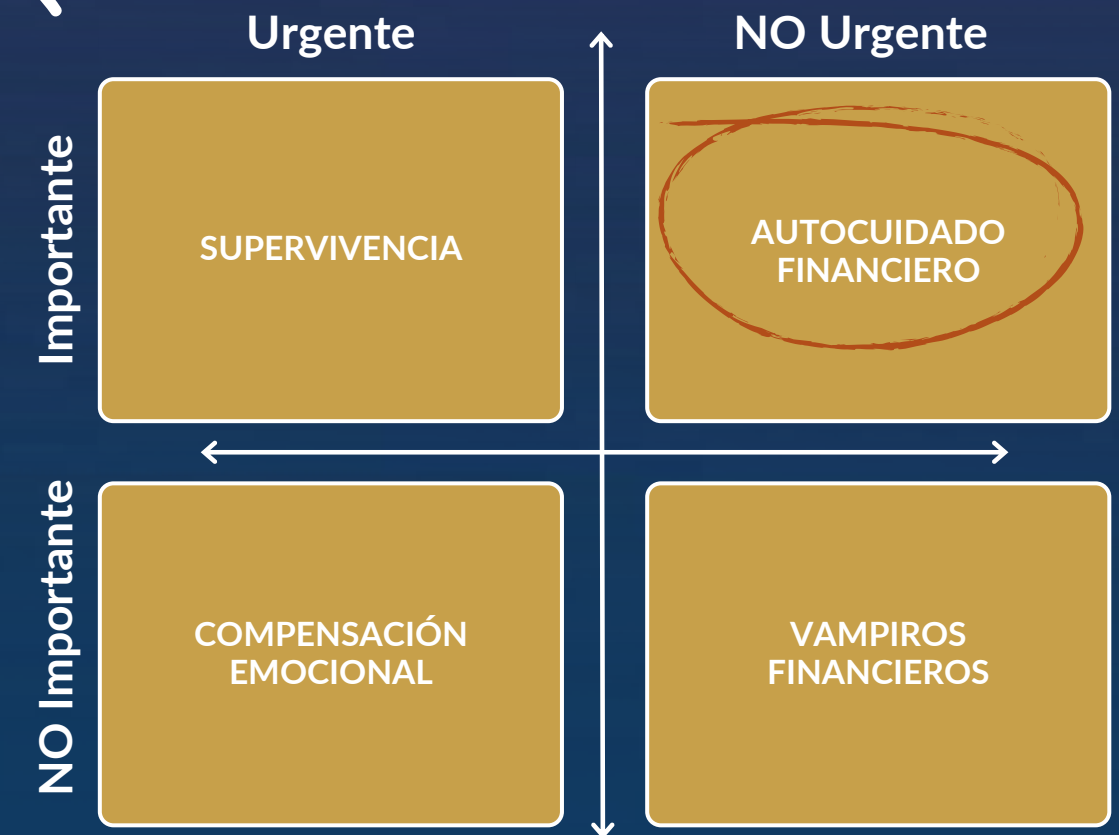 Urgente
NO Urgente
Importante
SUPERVIVENCIA
AUTOCUIDADO
FINANCIERO
NO Importante
COMPENSACIÓN
EMOCIONAL
VAMPIROS
FINANCIEROS